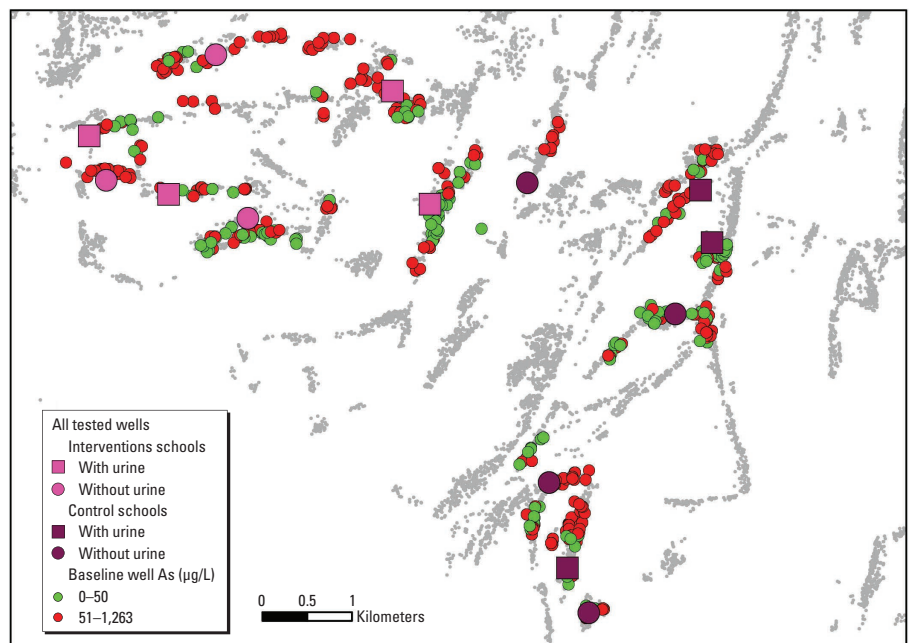 All tested wells
Interventions schools
With urine
Without urine
Control schools
With urine
Without urine
Baseline well As (μg/L)
0–50
51–1,263
0 0.5 1
Kilometers